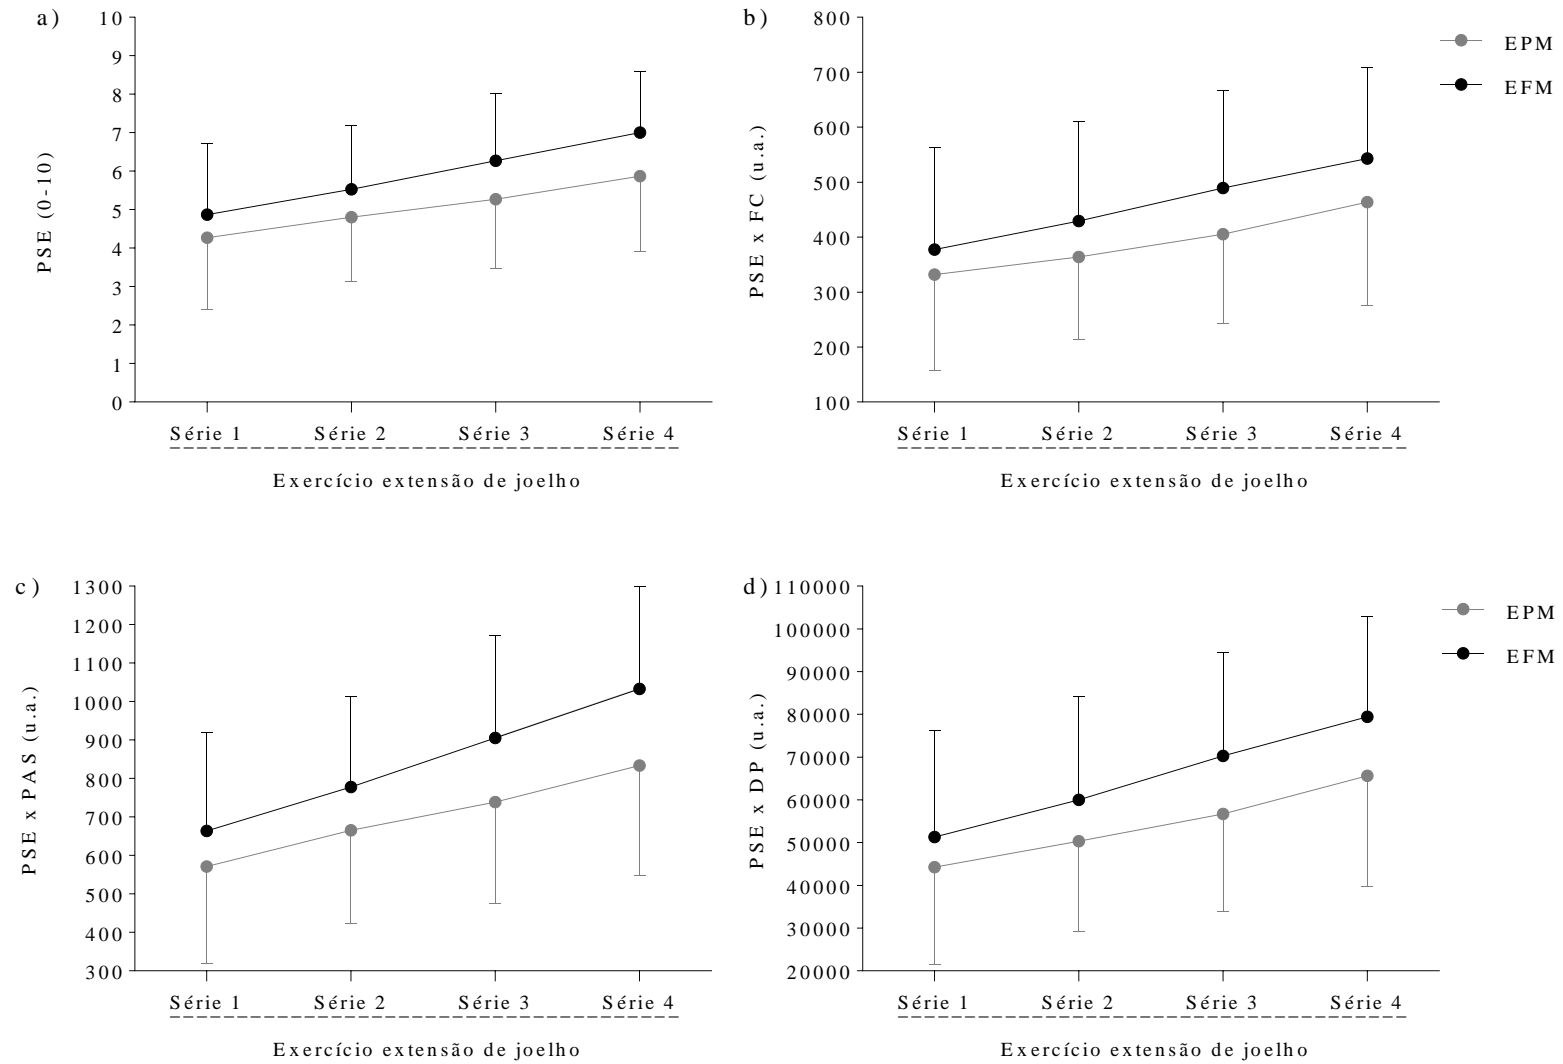 a)
PSE (0-10)
10
9
8
7
6
5
4
3
2
1
0
Série 1 Série 2 Série 3 Série 4
Exercício extensão de joelho
b)
PSE x FC (u.a.)
800
700
600
500
400
300
200
100
Série 1 Série 2 Série 3 Série 4
Exercício extensão de joelho
EPM
EFM
c)
PSE x PAS (u.a.)
1300
1200
1100
1000
900
800
700
600
500
400
300
Série 1 Série 2 Série 3 Série 4
Exercício extensão de joelho
d)
PSE x DP (u.a.)
110000
100000
90000
80000
70000
60000
50000
40000
30000
20000
Série 1 Série 2 Série 3 Série 4
Exercício extensão de joelho
EPM
EFM